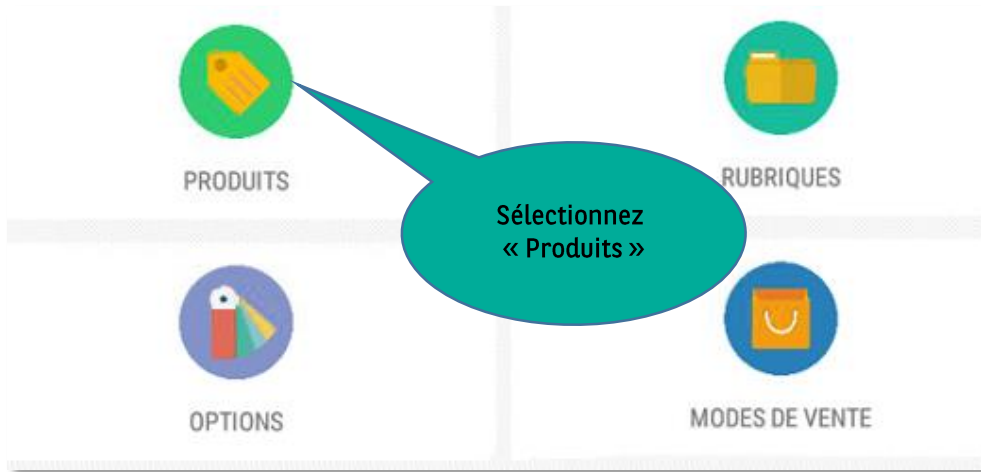 PRODUITS
RUBRIQUES
Sélectionnez
« Produits »
OPTIONS
MODES DE VENTE